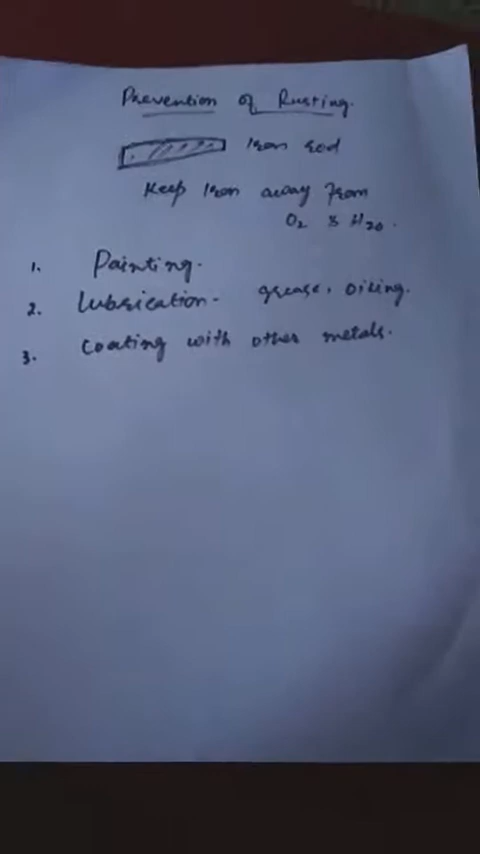 Prevention of Rusting.
Iron rod
Keep Iron away from
O₂ & H₂O.
1. Painting.
2. Lubrication- grease, oiling.
3. Coating with other metals.